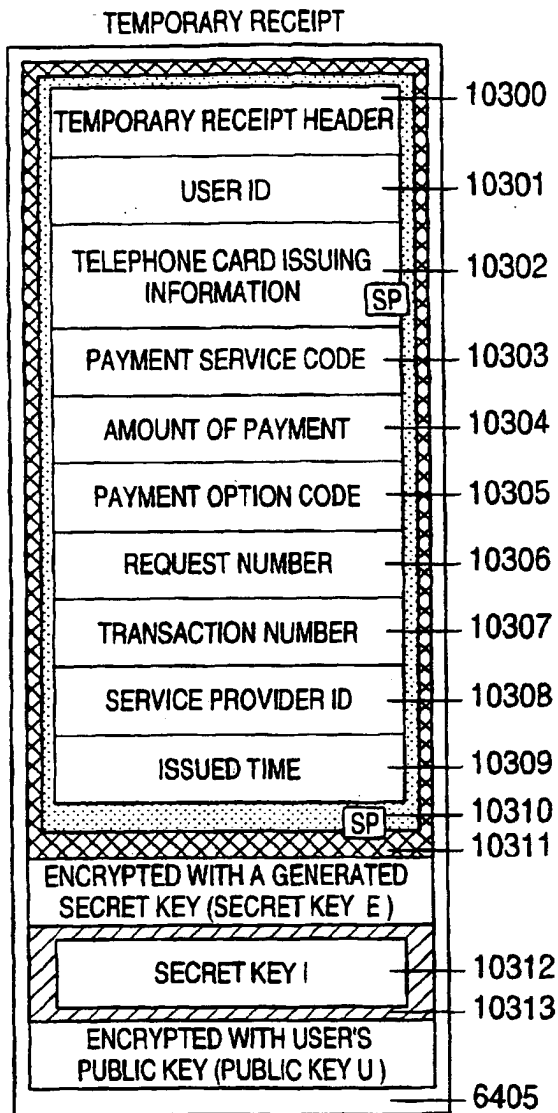 TEMPORARY RECEIPT
TEMPORARY RECEIPT HEADER
10300
USER ID
10301
TELEPHONE CARD ISSUING
INFORMATION
10302
SP
PAYMENT SERVICE CODE
10303
AMOUNT OF PAYMENT
10304
PAYMENT OPTION CODE
10305
REQUEST NUMBER
10306
TRANSACTION NUMBER
10307
SERVICE PROVIDER ID
10308
ISSUED TIME
10309
SP
10310
10311
ENCRYPTED WITH A GENERATED
SECRET KEY (SECRET KEY E)
SECRET KEY I
10312
10313
ENCRYPTED WITH USER'S
PUBLIC KEY (PUBLIC KEY U)
6405